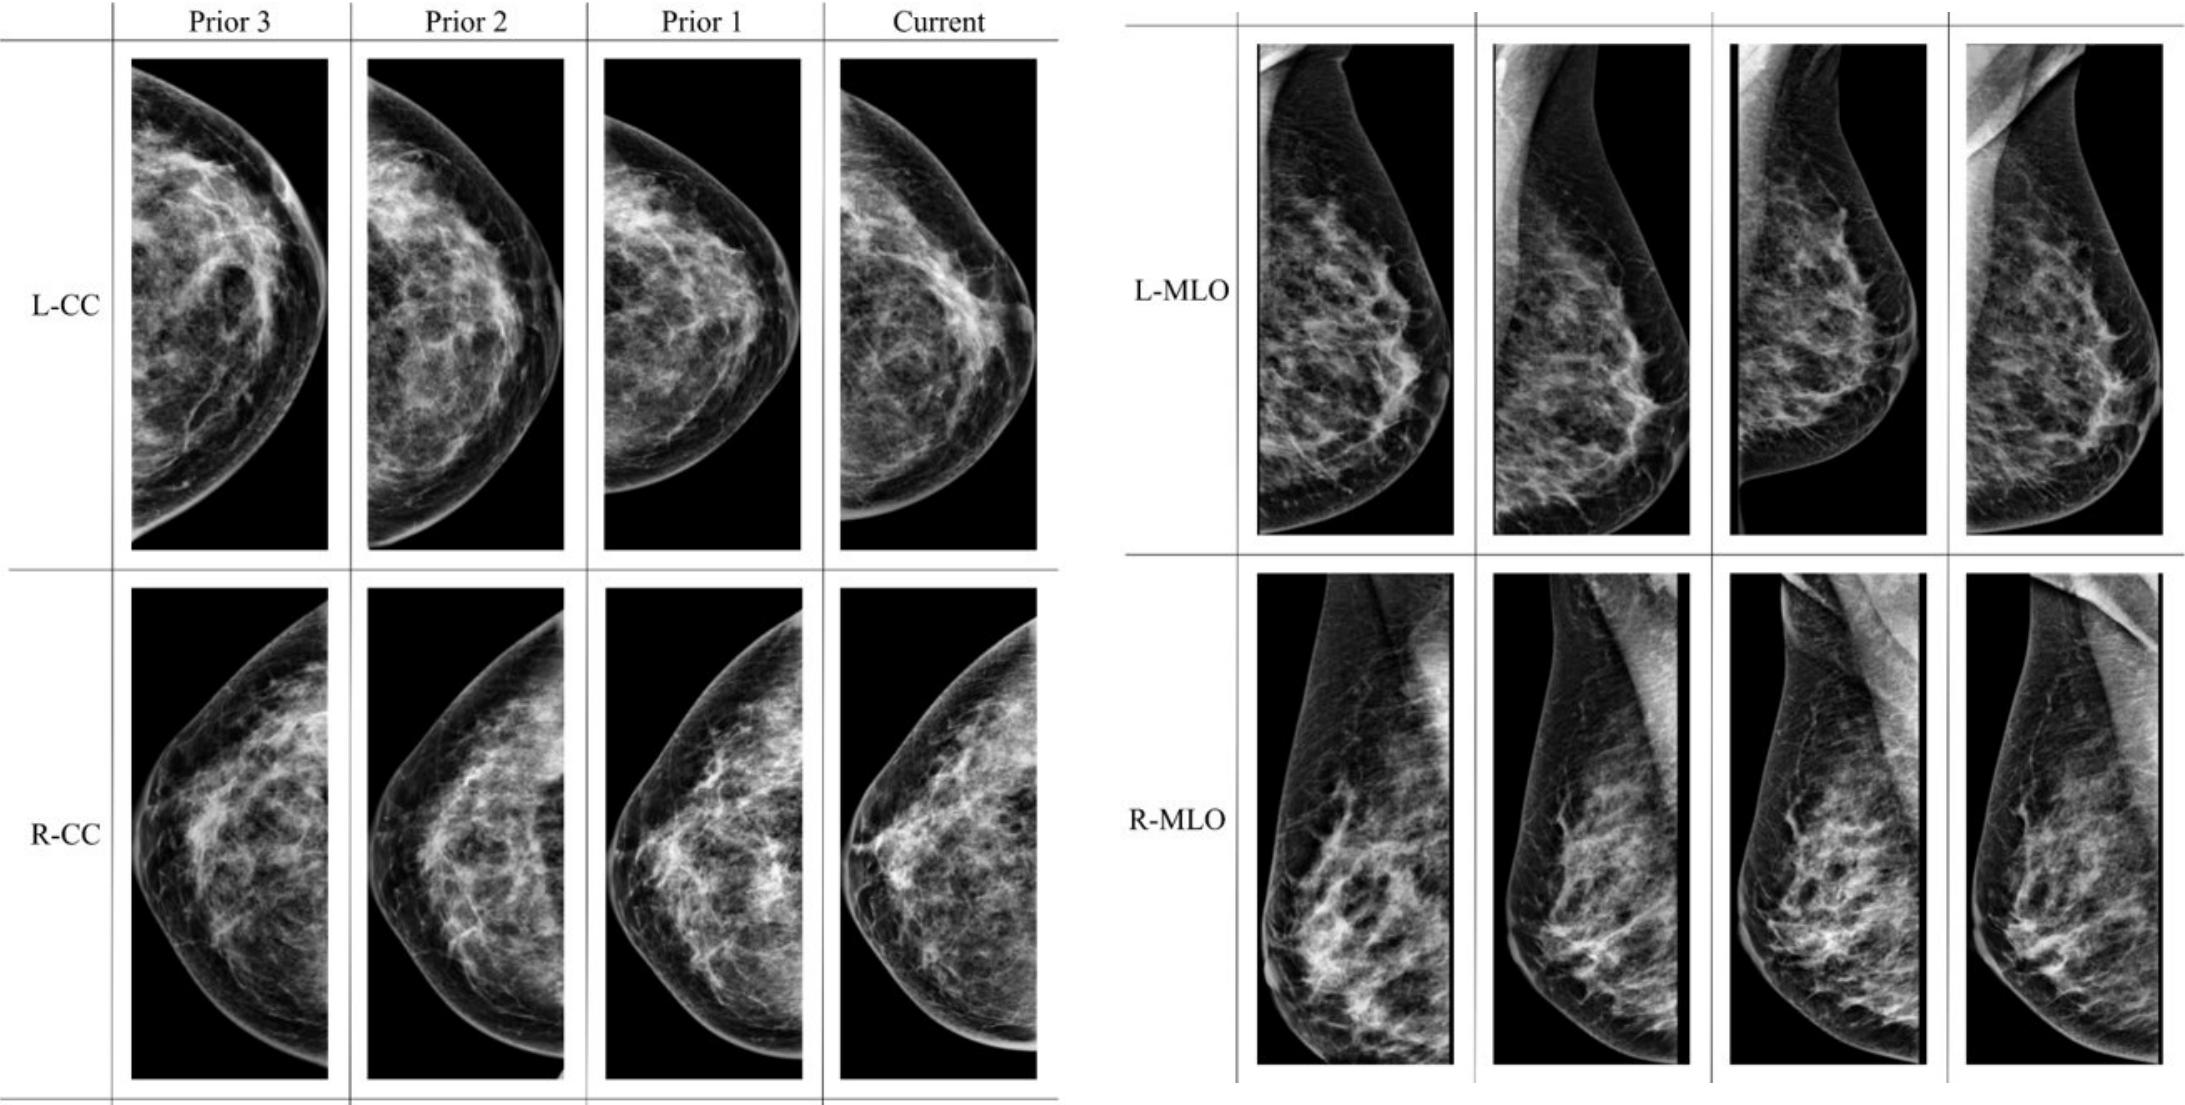 Prior 3 Prior 2 Prior 1 Current
L-CC
L-MLO
R-CC
R-MLO